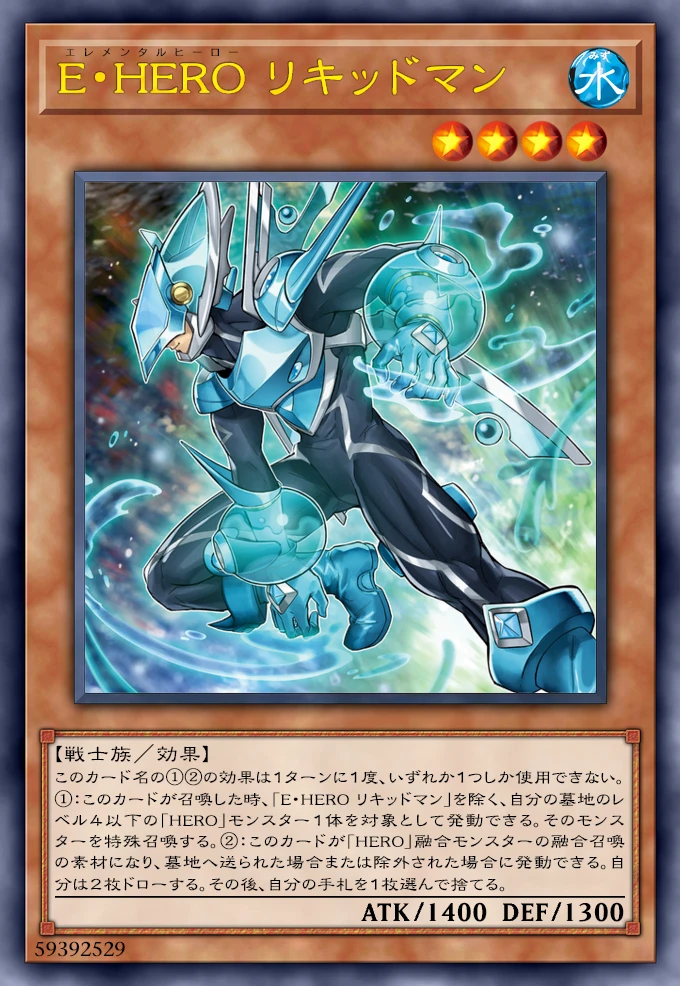 エレメンタルヒーロー
E・HERO リキッドマン
みず
水
【戦士族／効果】
このカード名の①②の効果は1ターンに1度、いずれか1つしか使用できない。
①：このカードが召喚した時、「E・HERO リキッドマン」を除く、自分の墓地のレ
ベル４以下の「HERO」モンスター1体を対象として発動できる。そのモンス
ターを特殊召喚する。②：このカードが「HERO」融合モンスターの融合召喚
の素材になり、墓地へ送られた場合または除外された場合に発動できる。自
分は２枚ドローする。その後、自分の手札を1枚選んで捨てる。
ATK/1400 DEF/1300
59392529